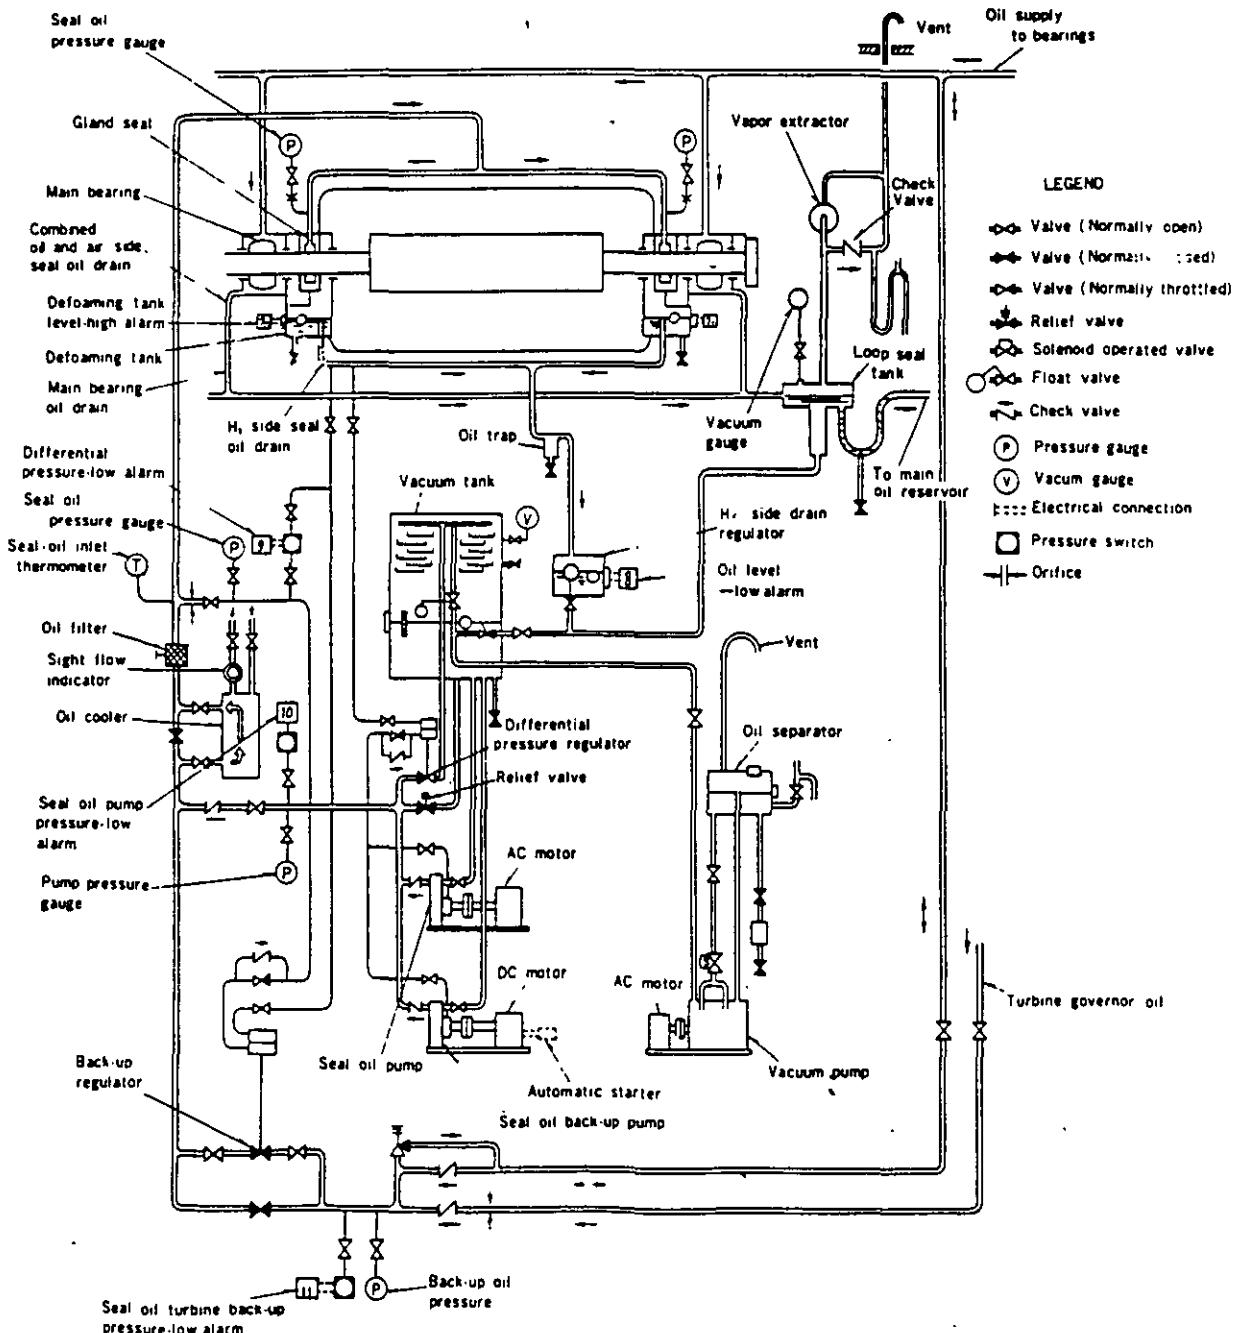 Seal oil
pressure gauge
Gland seal
Main bearing
Combined
oil and air side,
seal oil drain
Defoaming tank
level-high alarm
Defoaming tank
Main bearing
oil drain
Differential
pressure-low alarm
Seal oil
pressure gauge
Seal-oil inlet
thermometer
Oil filter
Sight flow
indicator
Oil cooler
Seal oil pump
pressure-low
alarm
Pump pressure
gauge
Back-up
regulator
Seal oil turbine back-up
pressure-low alarm
Back-up oil
pressure
P
P
P
T
P
P
V
10
H₂ side seal
oil drain
Oil trap
Vacuum tank
Vacuum
gauge
Differential
pressure regulator
Relief valve
AC motor
DC motor
Seal oil pump
Automatic starter
Seal oil back-up pump
side drain
regulator
Oil level
—low alarm
Vent
Oil separator
AC motor
Vacuum pump
Vent
Oil supply
to bearings
Vapor extractor
Check
Valve
Loop seal
tank
To main
oil reservoir
Turbine governor oil
LEGEND
Valve (Normally open)
Valve
Valve (Normally throttled)
Relief valve
Solenoid operated valve
Float valve
Check valve
P Pressure gauge
V Vacum gauge
Electrical connection
Pressure switch
Orifice